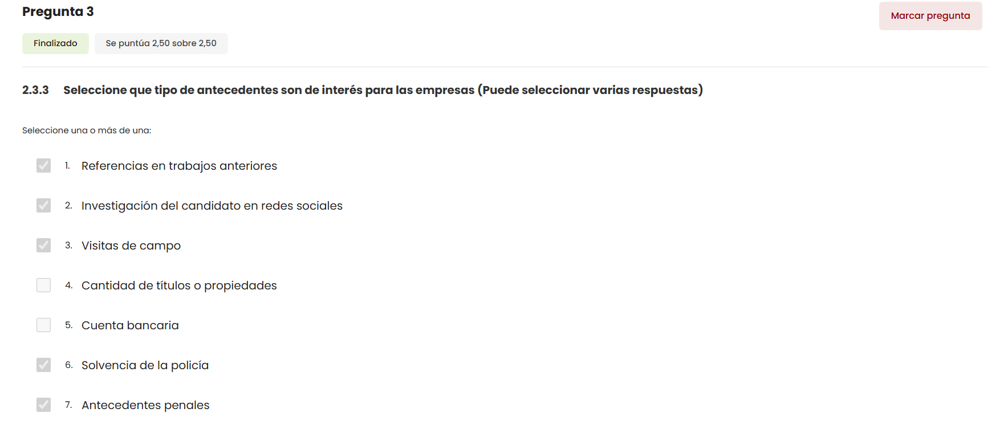 Pregunta 3
Marcar pregunta
Finalizado
Se puntúa 2,50 sobre 2,50
2.3.3 Seleccione que tipo de antecedentes son de interés para las empresas (Puede seleccionar varias respuestas)
Seleccione una o más de una:
1. Referencias en trabajos anteriores
2. Investigación del candidato en redes sociales
3. Visitas de campo
4. Cantidad de títulos o propiedades
5. Cuenta bancaria
6. Solvencia de la policía
7. Antecedentes penales